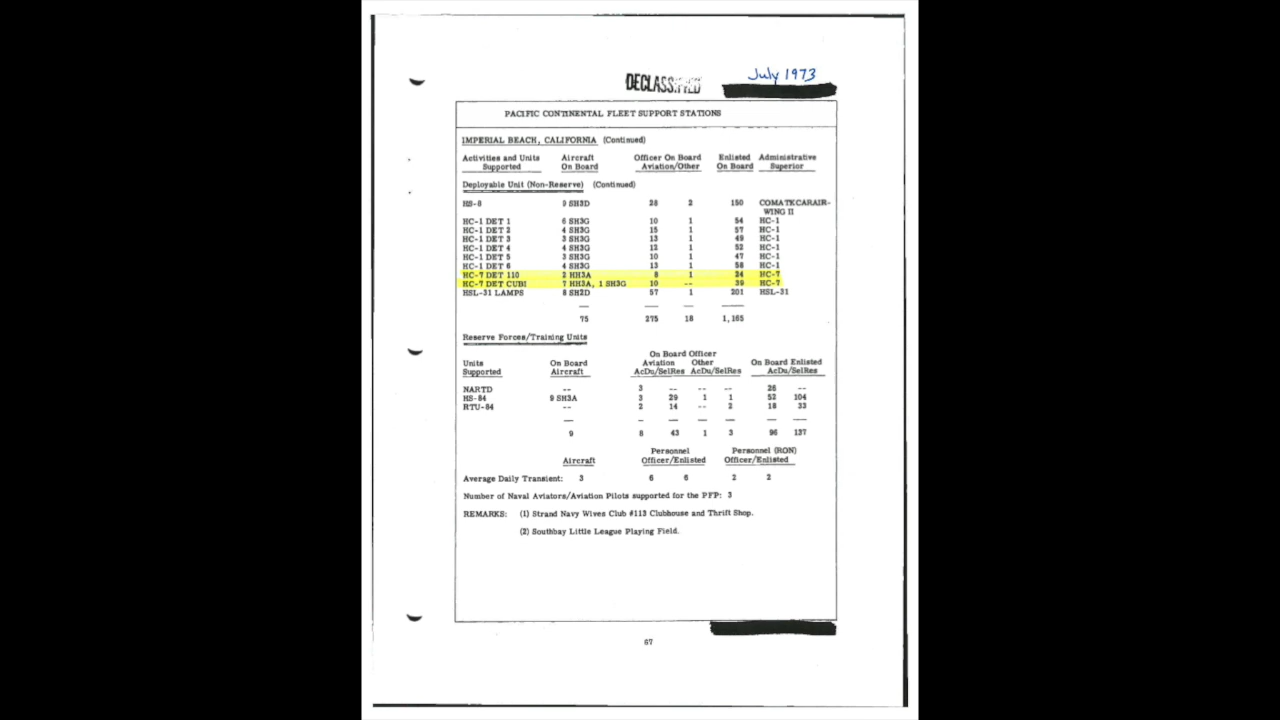 July 1973
DECLASSIFIED
PACIFIC CONTINENTAL FLEET SUPPORT STATIONS
IMPERIAL BEACH, CALIFORNIA (Continued)
Activities and Units Aircraft Officer On Board Enlisted Administrative
Supported On Board Aviation/Other On Board Superior
Deployable Unit (Non-Reserve) (Continued)
HS-8 9 SH3D 28 2 150 COMATKCARAIR-
WING II
HC-1 DET 1 6 SH3G 10 1 54 HC-1
HC-1 DET 2 4 SH3G 15 1 57 HC-1
HC-1 DET 3 3 SH3G 13 1 49 HC-1
HC-1 DET 4 4 SH3G 12 1 52 HC-1
HC-1 DET 5 3 SH3G 10 1 47 HC-1
HC-1 DET 6 4 SH3G 13 1 58 HC-1
HC-7 DET 110 2 HH3A 8 1 24 HC-7
HC-7 DET CUBI 7 HH3A, 1 SH3G 10 -- 39 HC-7
HSL-31 LAMPS 8 SH2D 57 1 201 HSL-31
75 275 18 1,165
Reserve Forces/Training Units
On Board Officer
Units On Board Aviation Other On Board Enlisted
Supported Aircraft AcDu/SelRes AcDu/SelRes AcDu/SelRes
NARTD -- 3 -- -- -- 26 --
HS-84 9 SH3A 3 29 1 1 52 104
RTU-84 -- 2 14 -- 2 18 33
9 8 43 1 3 96 137
Personnel Personnel (RON)
Aircraft Officer/Enlisted Officer/Enlisted
Average Daily Transient: 3 6 6 2 2
Number of Naval Aviators/Aviation Pilots supported for the PFP: 3
REMARKS: (1) Strand Navy Wives Club #113 Clubhouse and Thrift Shop.
(2) Southbay Little League Playing Field.
67